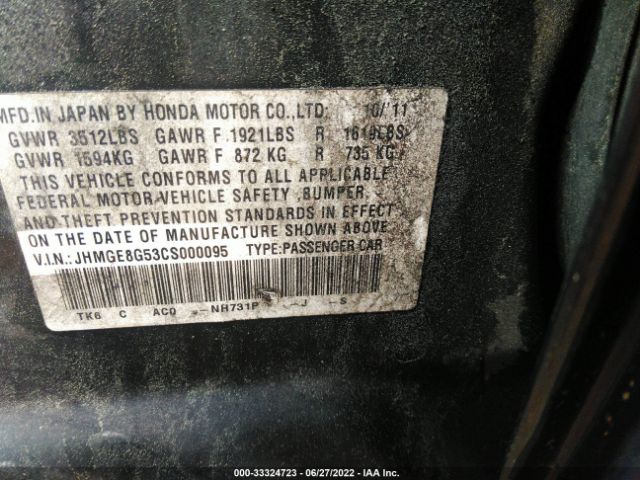 MFD.IN JAPAN BY HONDA MOTOR CO.,LTD. 10/'11
GVWR 3512LBS GAWR F 1921LBS R 1619LBS
GVWR 1594KG GAWR F 872 KG R 735 KG
THIS VEHICLE CONFORMS TO ALL APPLICABLE
FEDERAL MOTOR VEHICLE SAFETY ,BUMPER,
AND THEFT PREVENTION STANDARDS IN EFFECT
ON THE DATE OF MANUFACTURE SHOWN ABOVE.
V.I.N.: JHMGE8G53CS000095 TYPE:PASSENGER CAR
TK6 C AC0 -NH731P -J -S
000-33324723 - 06/27/2022 - IAA Inc.